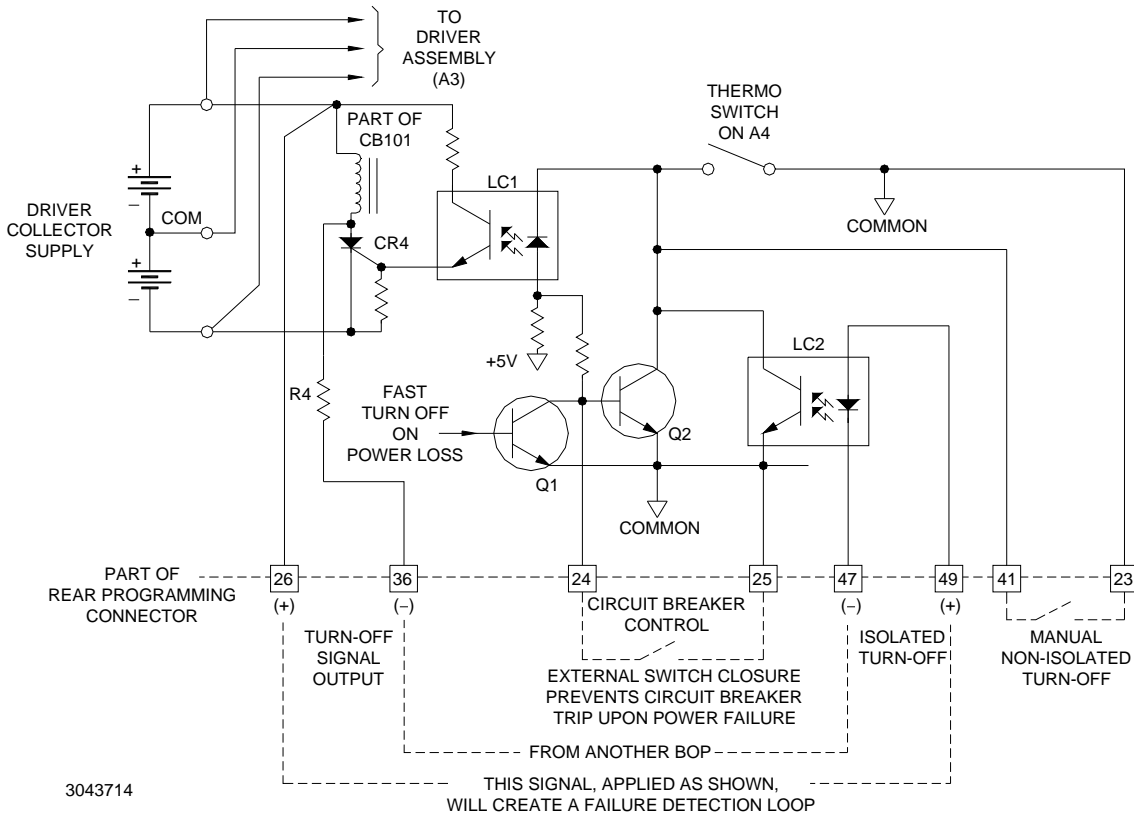 TO
DRIVER
ASSEMBLY
(A3)
THERMO
SWITCH
ON A4
PART OF
CB101
LC1
+
–
DRIVER
COLLECTOR
SUPPLY
COM
COMMON
CR4
+
–
+5V
LC2
R4
FAST
TURN OFF
ON
POWER LOSS
Q2
Q1
COMMON
PART OF
REAR PROGRAMMING
CONNECTOR
26
36
24
25
47
49
41
23
(+)
(–)
CIRCUIT BREAKER
CONTROL
(–)
(+)
TURN-OFF
SIGNAL
OUTPUT
ISOLATED
TURN-OFF
MANUAL
NON-ISOLATED
TURN-OFF
EXTERNAL SWITCH CLOSURE
PREVENTS CIRCUIT BREAKER
TRIP UPON POWER FAILURE
FROM ANOTHER BOP
THIS SIGNAL, APPLIED AS SHOWN,
WILL CREATE A FAILURE DETECTION LOOP
3043714